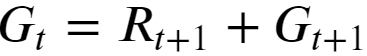 G_t = R_{t+1} + G_{t+1}